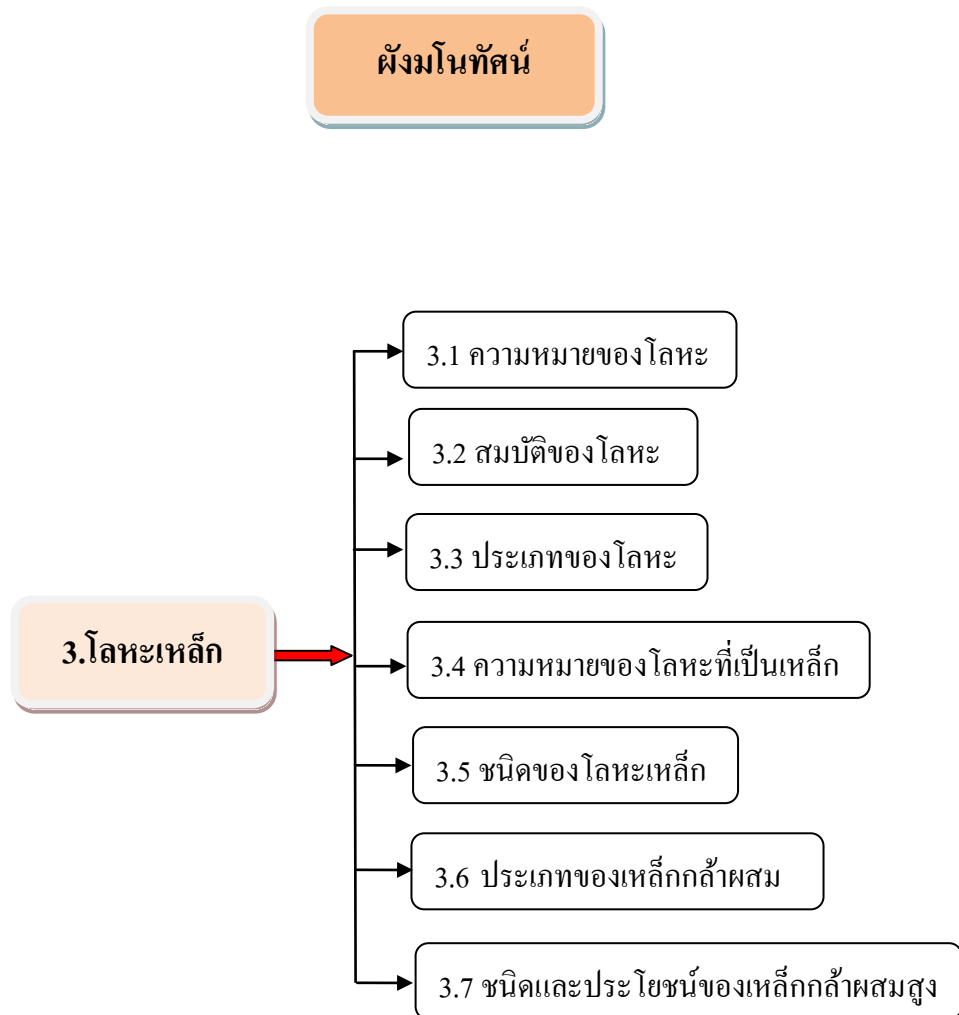 ผังมโนทัศน์
3.1 ความหมายของโลหะ
3.2 สมบัติของโลหะ
3.3 ประเภทของโลหะ
3.โลหะเหล็ก
3.4 ความหมายของโลหะที่เป็นเหล็ก
3.5 ชนิดของโลหะเหล็ก
3.6 ประเภทของเหล็กกล้าผสม
3.7 ชนิดและประโยชน์ของเหล็กกล้าผสมสูง